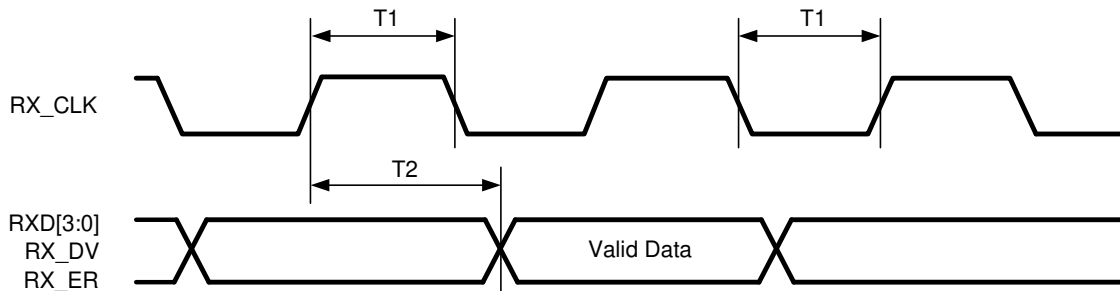 T1
T1
RX_CLK
T2
RXD[3:0]
RX_DV
Valid Data
RX_ER